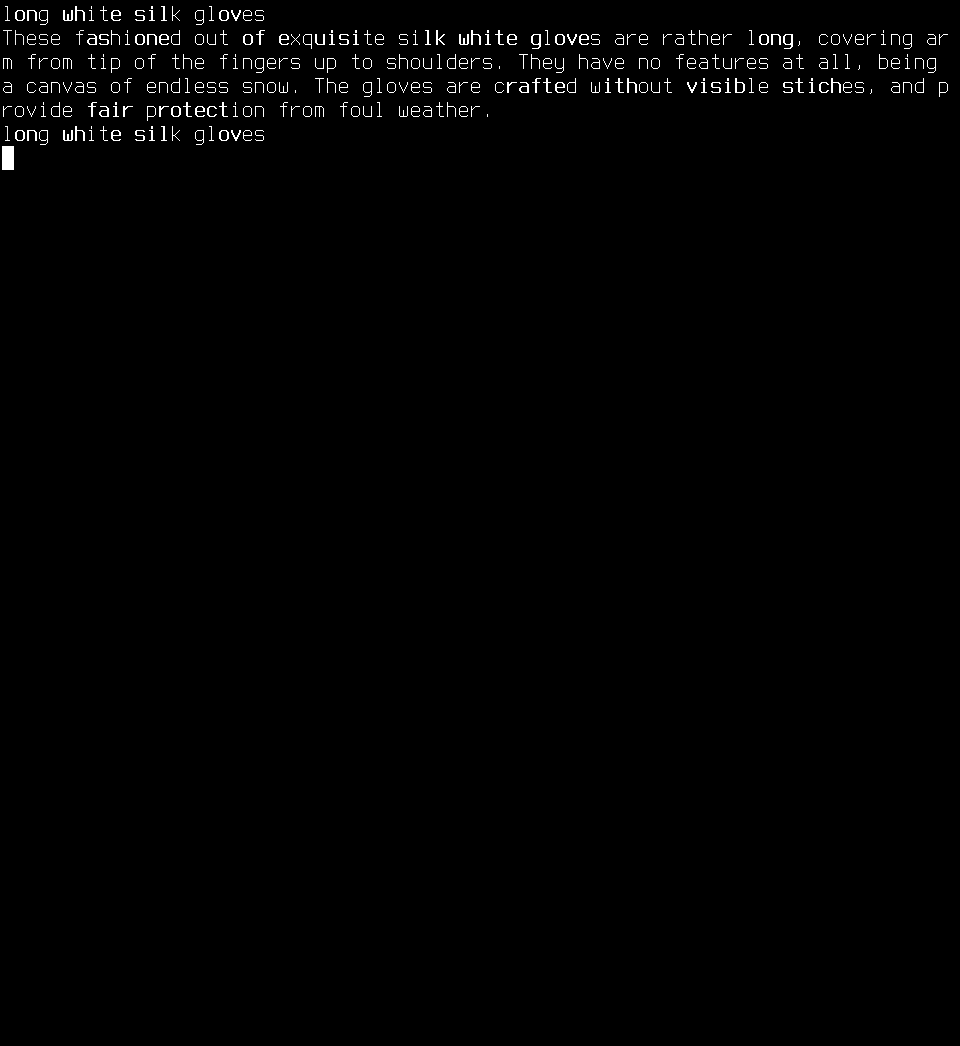 long white silk gloves
These fashioned out of exquisite silk white gloves are rather long, covering ar
m from tip of the fingers up to shoulders. They have no features at all, being
a canvas of endless snow. The gloves are crafted without visible stiches, and p
rovide fair protection from foul weather.
long white silk gloves